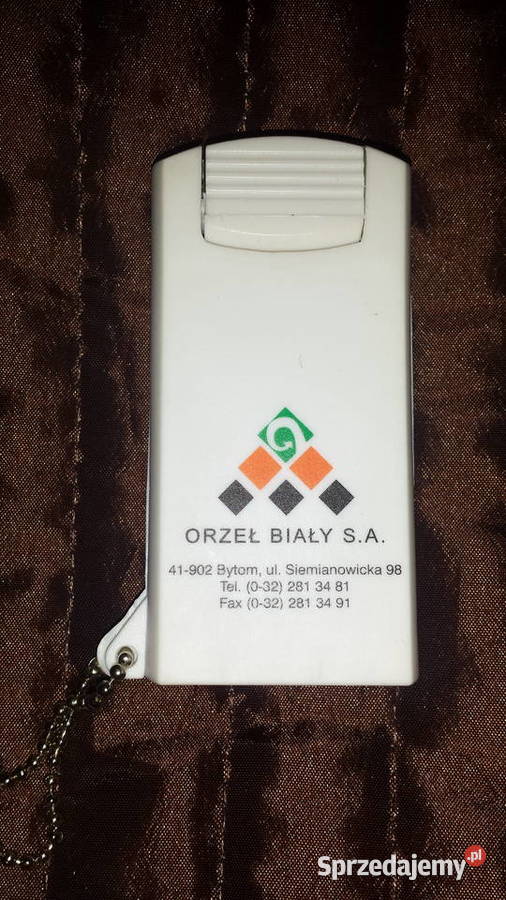 ORZEŁ BIAŁY S.A.
41-902 Bytom, ul. Siemianowicka 98
Tel. (0-32) 281 34 81
Fax (0-32) 281 34 91
Sprzedajemy.pl